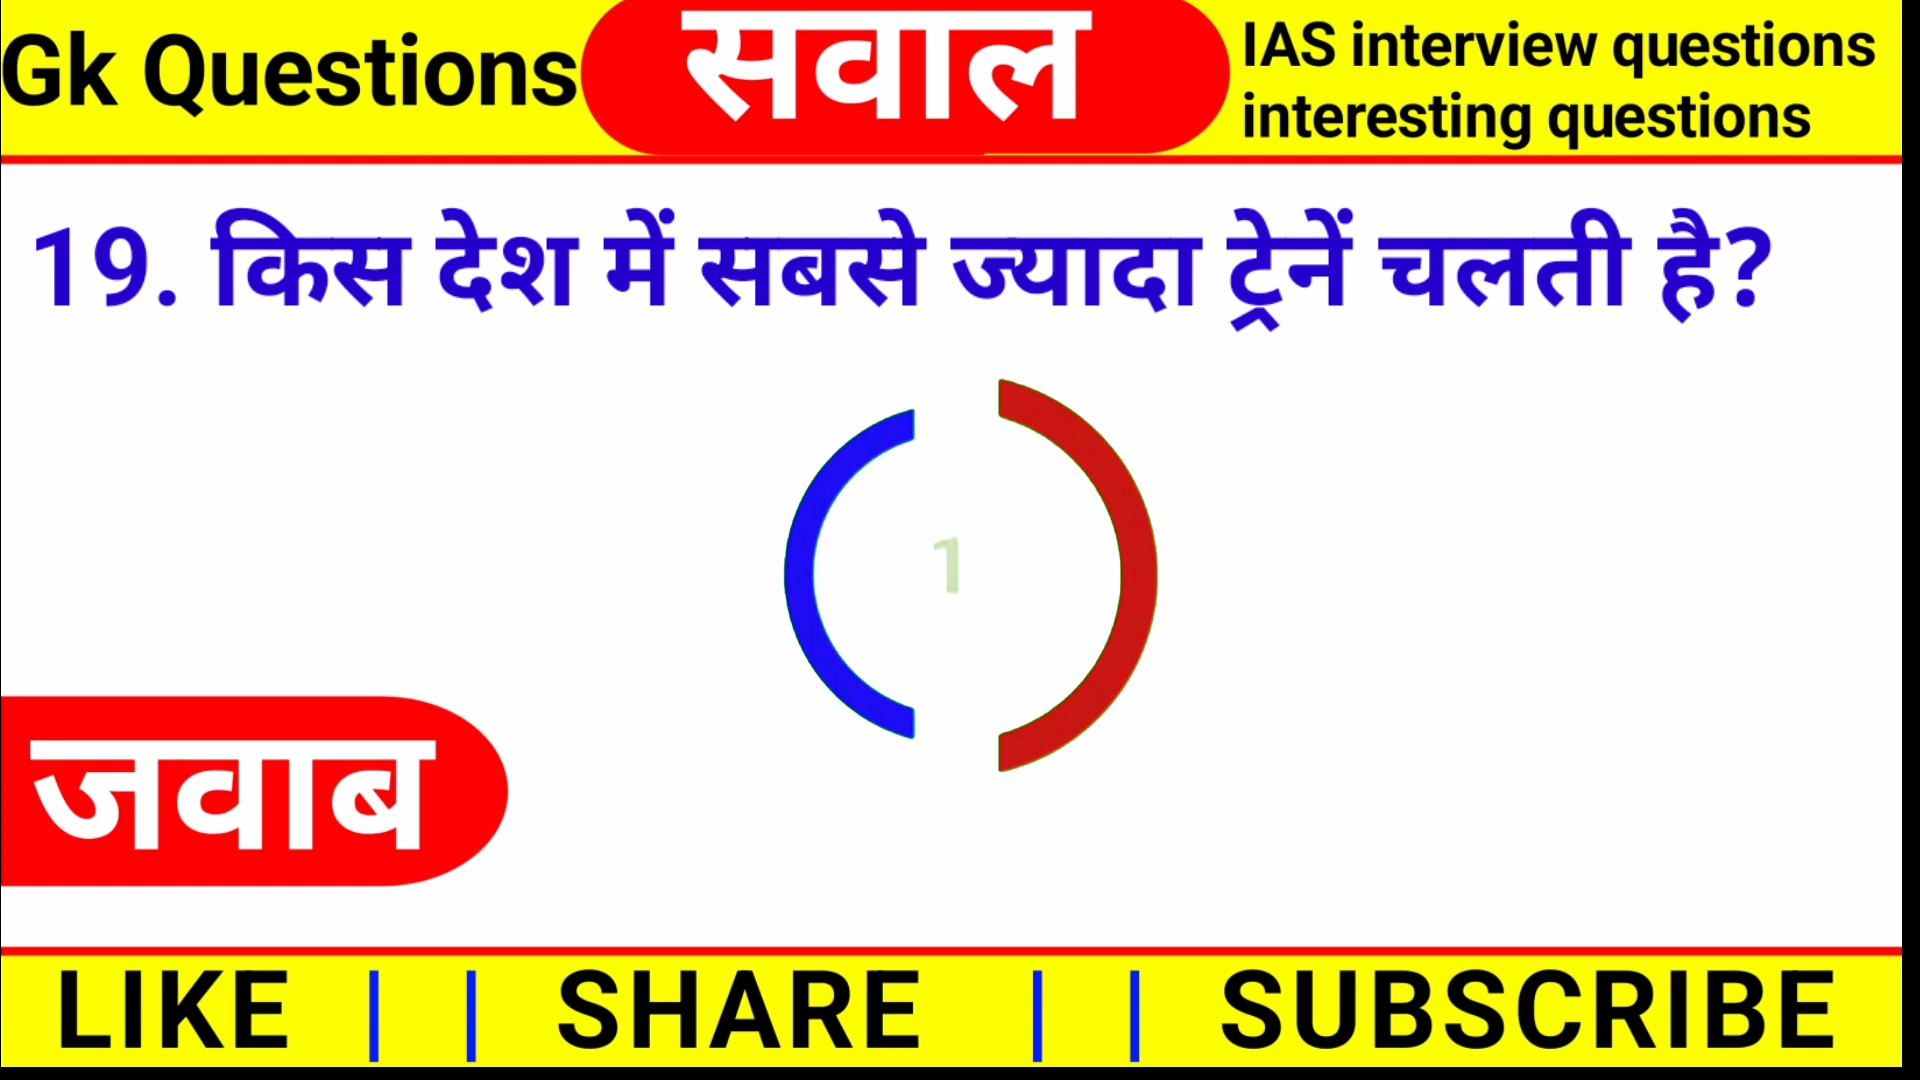 Gk Questions
सवाल
IAS interview questions
interesting questions
19. किस देश में सबसे ज्यादा ट्रेनें चलती है?
1
जवाब
LIKE | | SHARE | | SUBSCRIBE